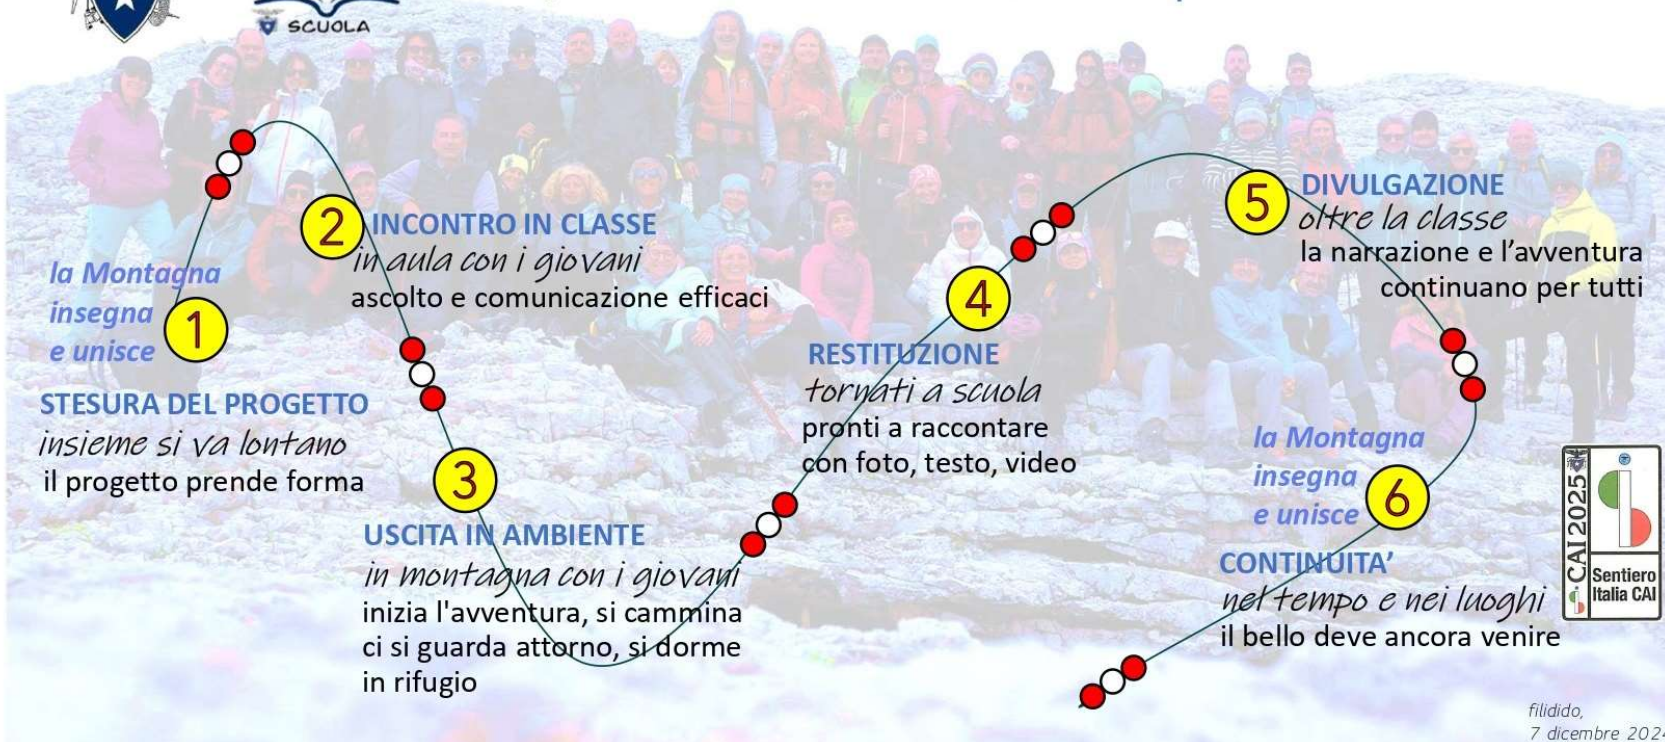 SCUOLA
la Montagna
insegna
e unisce
1
STESURA DEL PROGETTO
insieme si va lontano
il progetto prende forma
2
INCONTRO IN CLASSE
in aula con i giovani
ascolto e comunicazione efficaci
3
USCITA IN AMBIENTE
in montagna con i giovani
inizia l'avventura, si cammina
ci si guarda attorno, si dorme
in rifugio
4
RESTITUZIONE
tornati a scuola
pronti a raccontare
con foto, testo, video
5
DIVULGAZIONE
oltre la classe
la narrazione e l’avventura
continuano per tutti
la Montagna
insegna
e unisce
6
CONTINUITA’
nel tempo e nei luoghi
il bello deve ancora venire
CAI 2025
Sentiero
Italia CAI
filidido,
7 dicembre 2024